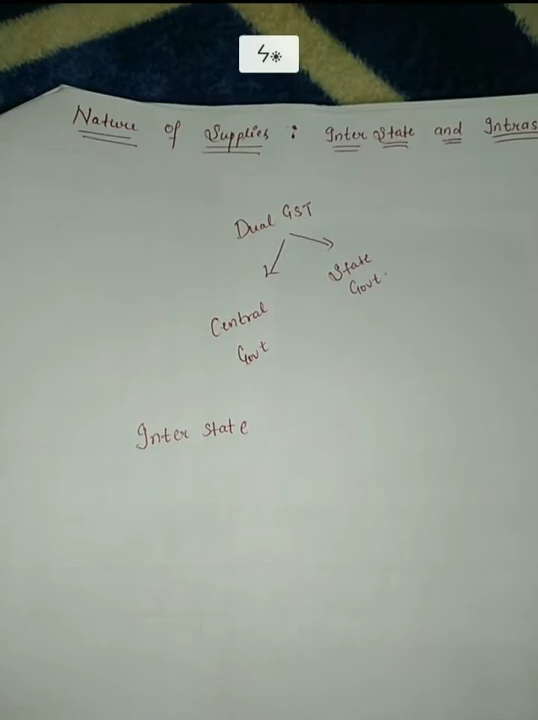 Nature of Supplies : Inter State and Intras
Dual GST
State
Govt.
Central
Govt
Inter state